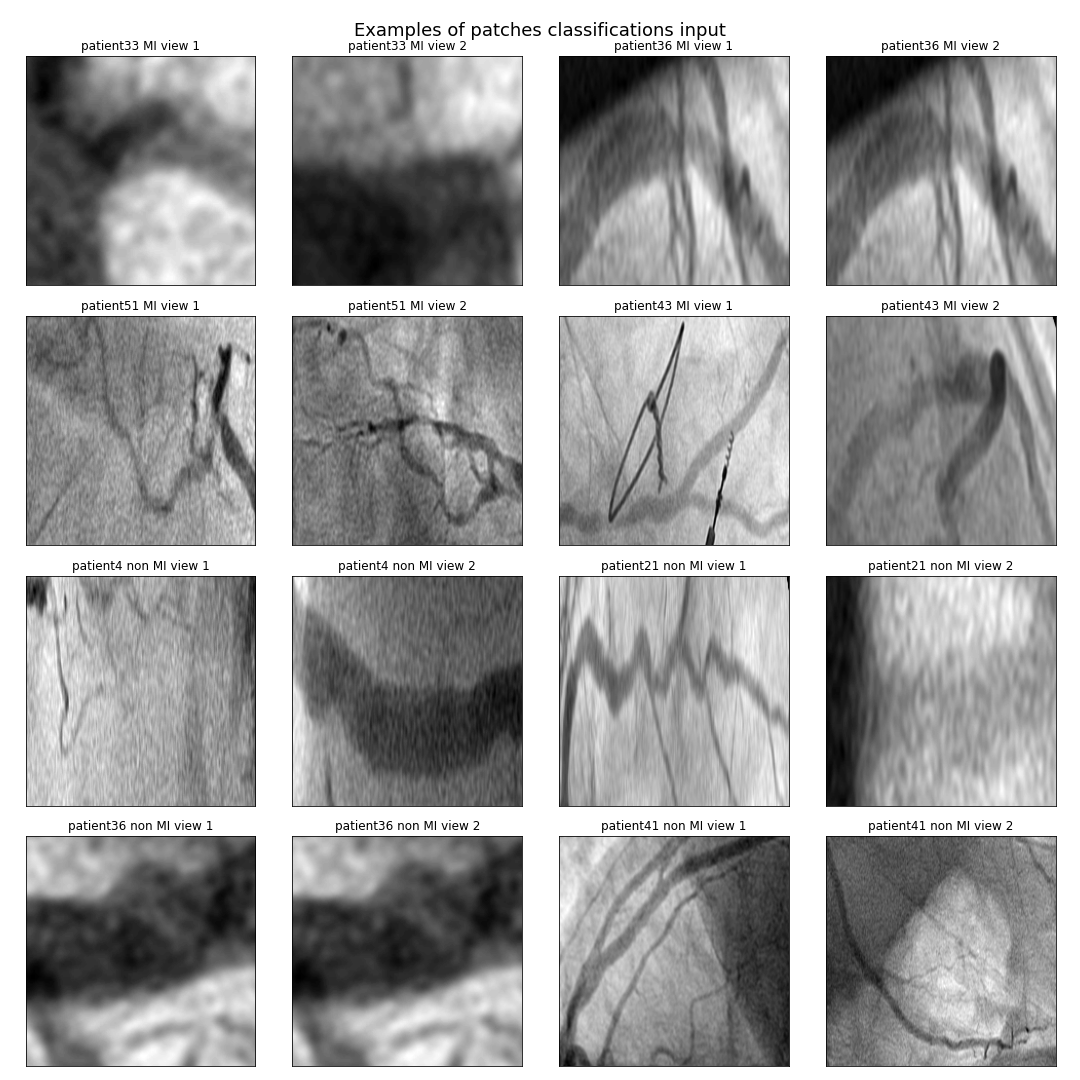 Examples of patches classifications input
patient33 MI view 1
patient33 MI view 2
patient36 MI view 1
patient36 MI view 2
patient51 MI view 1
patient51 MI view 2
patient43 MI view 1
patient43 MI view 2
patient4 non MI view 1
patient4 non MI view 2
patient21 non MI view 1
patient21 non MI view 2
patient36 non MI view 1
patient36 non MI view 2
patient41 non MI view 1
patient41 non MI view 2